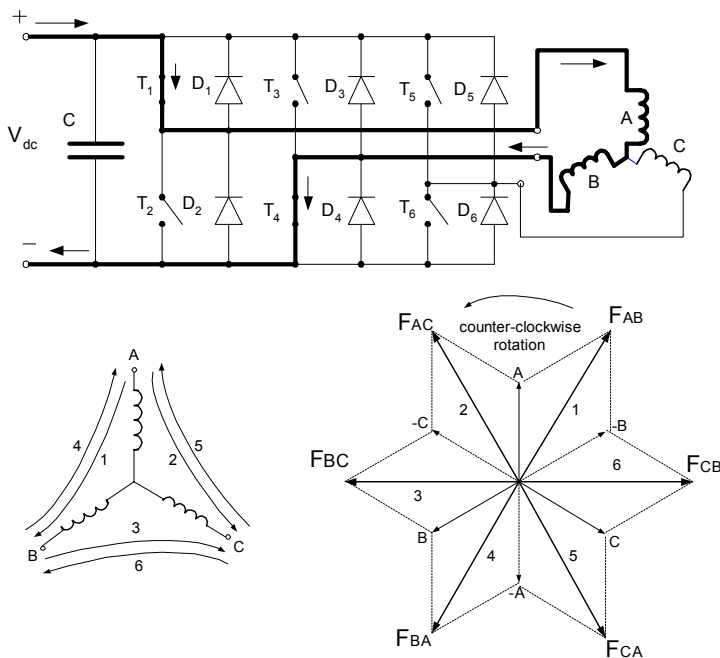 +
C
T1
D1
T3
D3
T5
D5
A
Vdc
C
B
T2
D2
T4
D4
T6
D6
−
FAC
counter-clockwise
rotation
FAB
A
A
2
1
4
1
2
5
-C
-B
FBC
FCB
3
6
3
B
C
B
C
6
4
5
-A
FBA
FCA